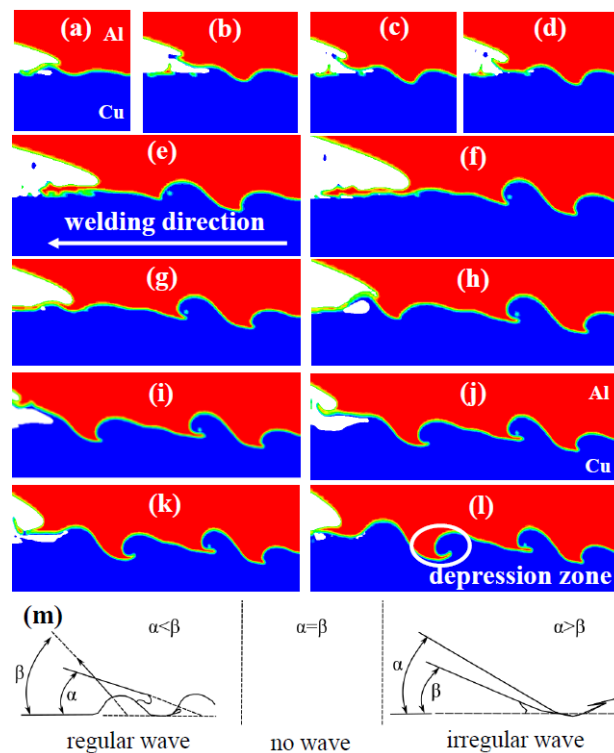 (a)
Al
Cu
(b)
(c)
(d)
(e)
welding direction
(f)
(g)
(h)
(i)
(j)
Al
Cu
(k)
(l)
depression zone
(m)
α<β
α=β
α>β
β
α
α
β
regular wave
no wave
irregular wave